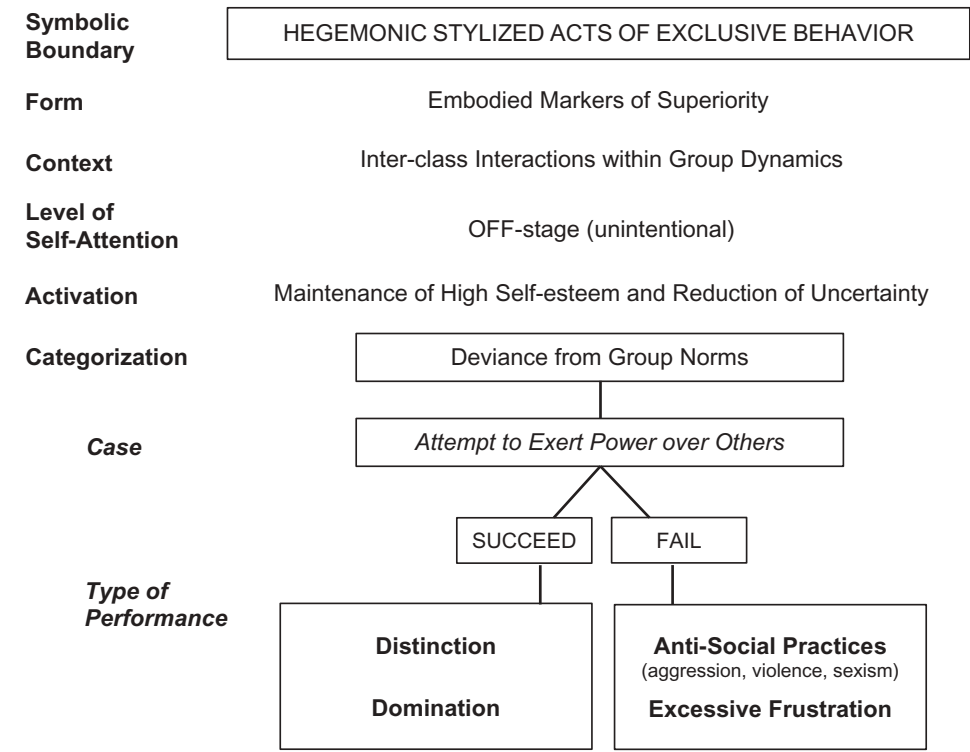 Symbolic
Boundary
HEGEMONIC STYLIZED ACTS OF EXCLUSIVE BEHAVIOR
Form
Embodied Markers of Superiority
Context
Inter-class Interactions within Group Dynamics
Level of
Self-Attention
OFF-stage (unintentional)
Activation
Maintenance of High Self-esteem and Reduction of Uncertainty
Categorization
Deviance from Group Norms
Case
Attempt to Exert Power over Others
SUCCEED
FAIL
Type of
Performance
Distinction
Domination
Anti-Social Practices
(aggression, violence, sexism)
Excessive Frustration